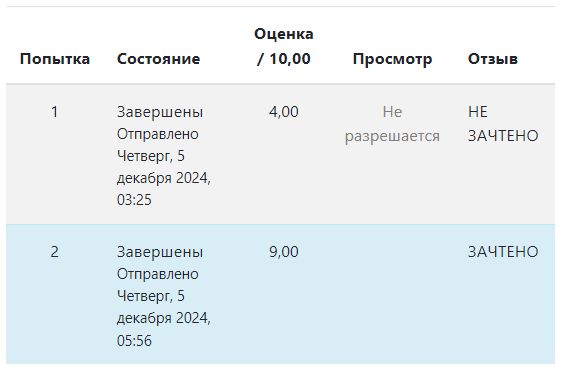 Оценка
Попытка Состояние / 10,00 Просмотр Отзыв
1 Завершены 4,00 Не НЕ
Отправлено разрешается ЗАЧТЕНО
Четверг, 5
декабря 2024,
03:25
2 Завершены 9,00 ЗАЧТЕНО
Отправлено
Четверг, 5
декабря 2024,
05:56